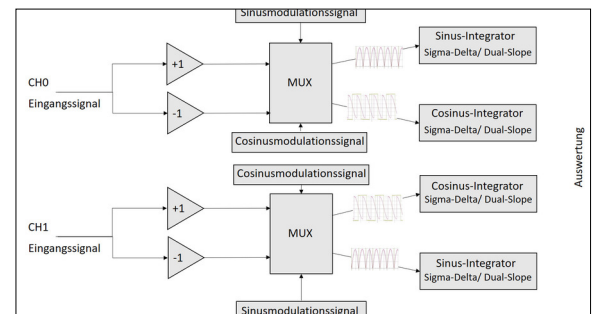 Sinusmodulationssignal
Sinus-Integrator
Sigma-Delta/ Dual-Slope
+1
MUX
CH0
Eingangssignal
-1
Cosinus-Integrator
Sigma-Delta/ Dual-Slope
Cosinusmodulationssignal
Auswertung
Cosinusmodulationssignal
Cosinus-Integrator
Sigma-Delta/ Dual-Slope
+1
MUX
CH1
Eingangssignal
-1
Sinus-Integrator
Sigma-Delta/ Dual-Slope
Sinusmodulationssignal